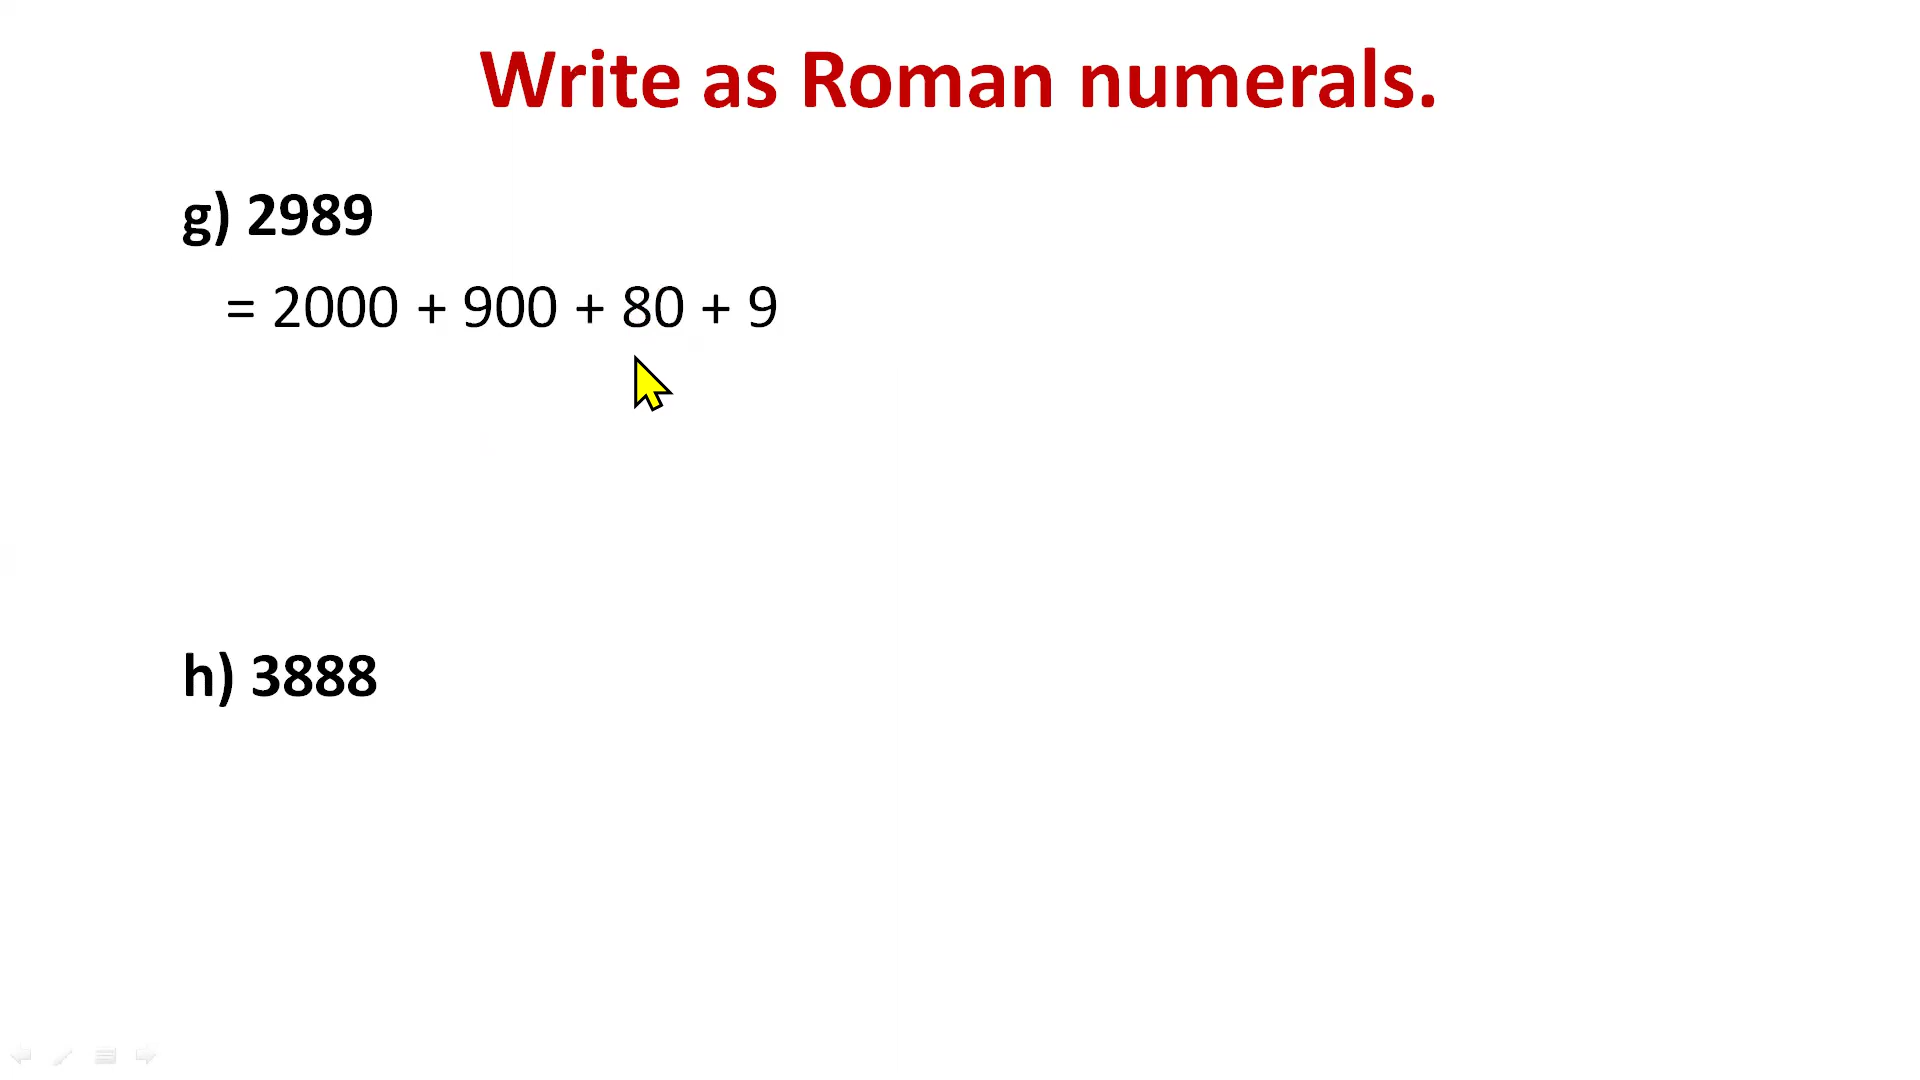 Write as Roman numerals.
g) 2989
= 2000 + 900 + 80 + 9
h) 3888